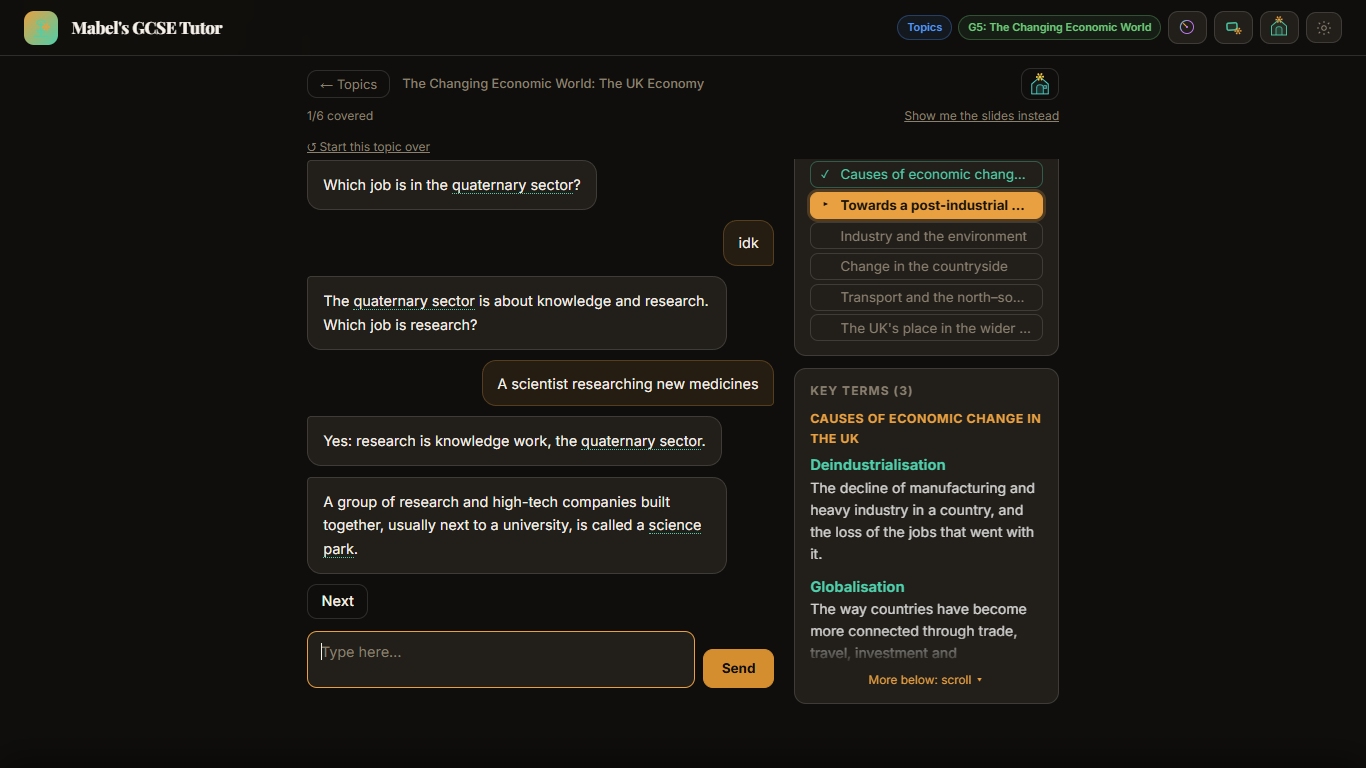 Mabel's GCSE Tutor
Topics
G5: The Changing Economic World
← Topics
The Changing Economic World: The UK Economy
1/6 covered
Show me the slides instead
↺ Start this topic over
Which job is in the quaternary sector?
idk
The quaternary sector is about knowledge and research.
Which job is research?
A scientist researching new medicines
Yes: research is knowledge work, the quaternary sector.
A group of research and high-tech companies built
together, usually next to a university, is called a science
park.
Next
Type here...
Send
✓ Causes of economic chang...
▸ Towards a post-industrial ...
Industry and the environment
Change in the countryside
Transport and the north–so...
The UK's place in the wider ...
KEY TERMS (3)
CAUSES OF ECONOMIC CHANGE IN
THE UK
Deindustrialisation
The decline of manufacturing and
heavy industry in a country, and
the loss of the jobs that went with
it.
Globalisation
The way countries have become
more connected through trade,
travel, investment and
More below: scroll ▾